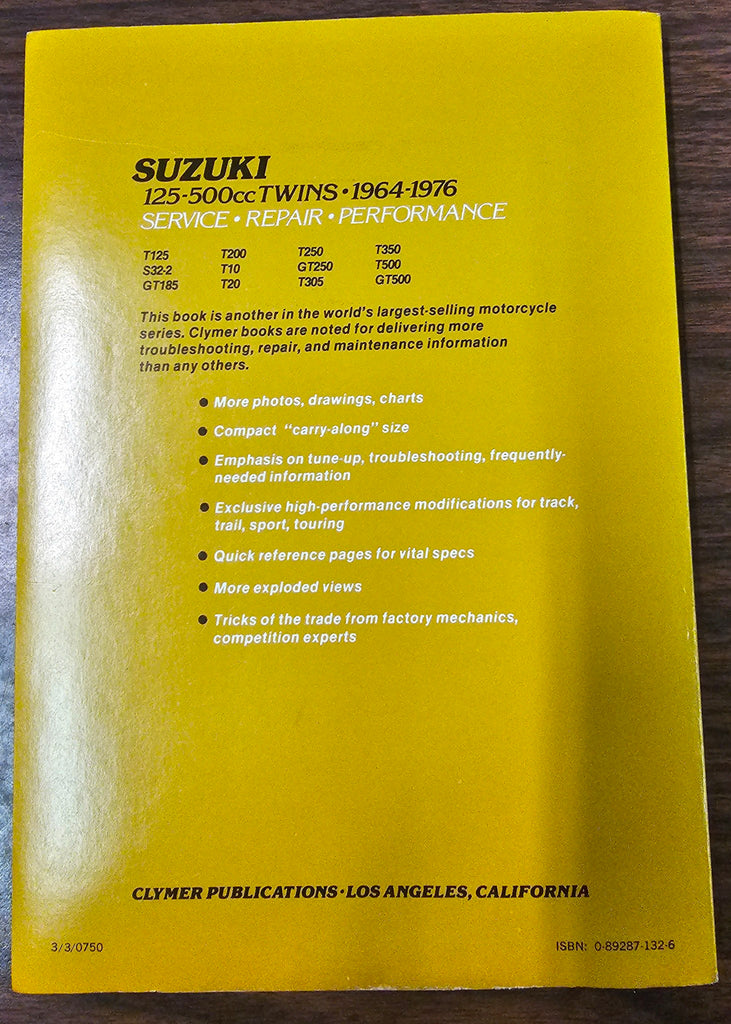 SUZUKI
125-500cc TWINS • 1964-1976
SERVICE • REPAIR • PERFORMANCE
T125 T200 T250 T350
S32-2 T10 GT250 T500
GT185 T20 T305 GT500
This book is another in the world's largest-selling motorcycle
series. Clymer books are noted for delivering more
troubleshooting, repair, and maintenance information
than any others.
● More photos, drawings, charts
● Compact "carry-along" size
● Emphasis on tune-up, troubleshooting, frequently-
needed information
● Exclusive high-performance modifications for track,
trail, sport, touring
● Quick reference pages for vital specs
● More exploded views
● Tricks of the trade from factory mechanics,
competition experts
CLYMER PUBLICATIONS • LOS ANGELES, CALIFORNIA
3/3/0750 ISBN: 0-89287-132-6